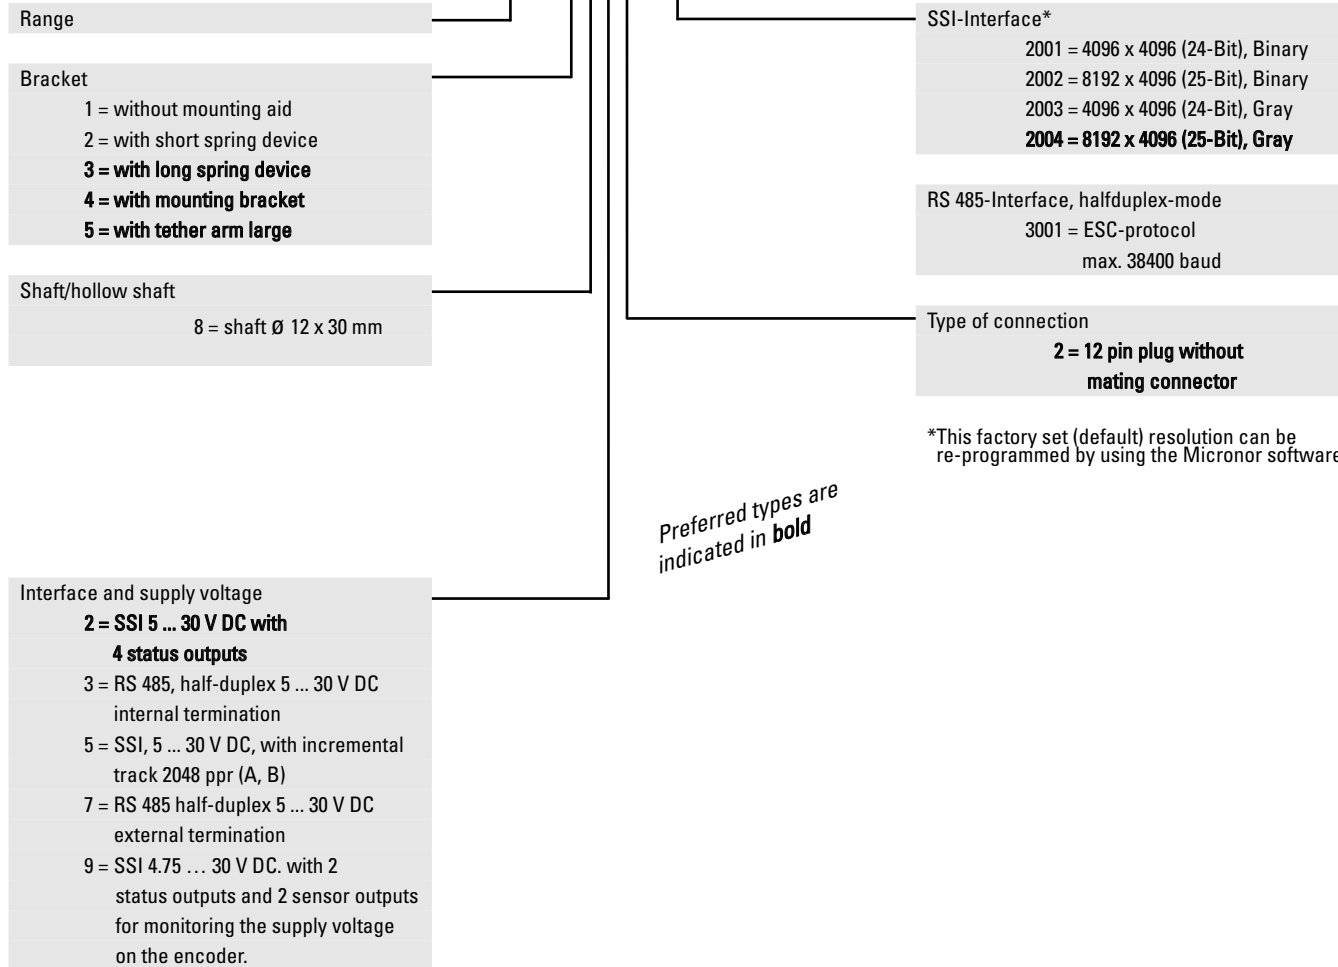 Range
Bracket
1 = without mounting aid
2 = with short spring device
3 = with long spring device
4 = with mounting bracket
5 = with tether arm large
Shaft/hollow shaft
8 = shaft Ø 12 x 30 mm
Interface and supply voltage
2 = SSI 5 ... 30 V DC with
4 status outputs
3 = RS 485, half-duplex 5 ... 30 V DC
internal termination
5 = SSI, 5 ... 30 V DC, with incremental
track 2048 ppr (A, B)
7 = RS 485 half-duplex 5 ... 30 V DC
external termination
9 = SSI 4.75 … 30 V DC. with 2
status outputs and 2 sensor outputs
for monitoring the supply voltage
on the encoder.
SSI-Interface*
2001 = 4096 x 4096 (24-Bit), Binary
2002 = 8192 x 4096 (25-Bit), Binary
2003 = 4096 x 4096 (24-Bit), Gray
2004 = 8192 x 4096 (25-Bit), Gray
RS 485-Interface, halfduplex-mode
3001 = ESC-protocol
max. 38400 baud
Type of connection
2 = 12 pin plug without
mating connector
*This factory set (default) resolution can be
re-programmed by using the Micronor software
Preferred types are
indicated in bold